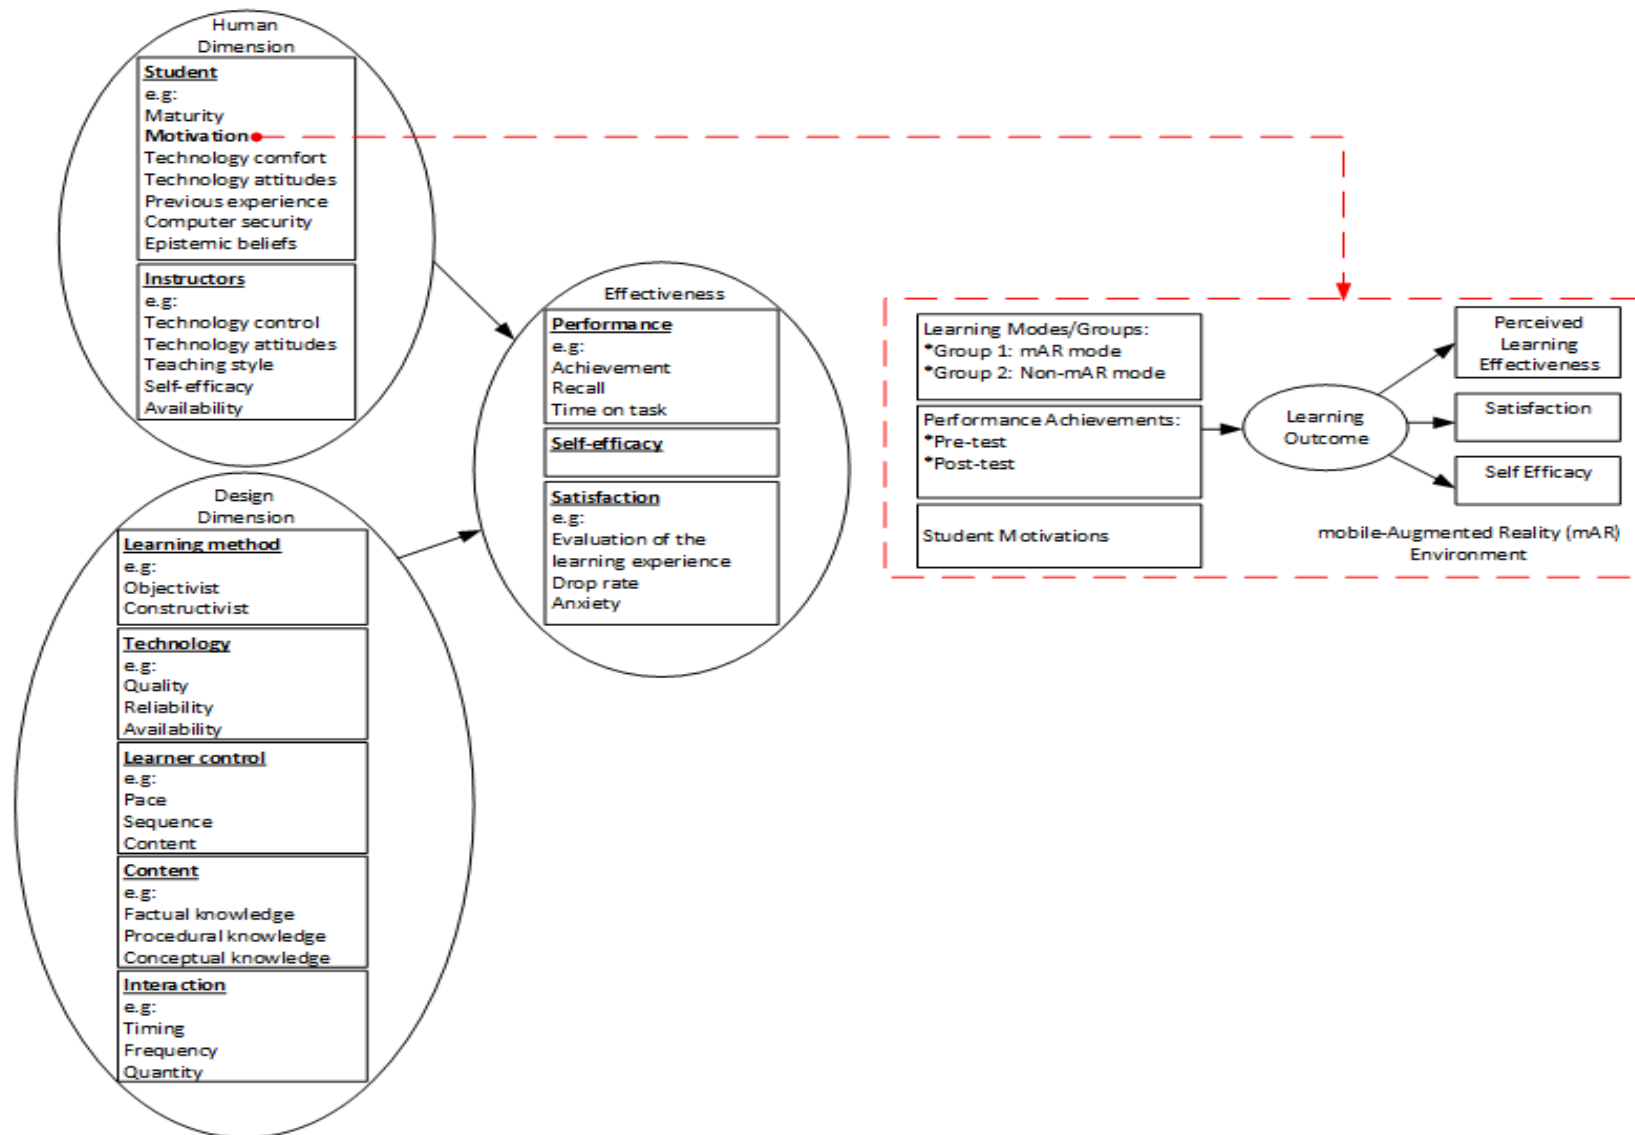 Human
Dimension
Student
e.g:
Maturity
Motivation
Technology comfort
Technology attitudes
Previous experience
Computer security
Epistemic beliefs
Instructors
e.g:
Technology control
Technology attitudes
Teaching style
Self-efficacy
Availability
Design
Dimension
Learning method
e.g:
Objectivist
Constructivist
Technology
e.g:
Quality
Reliability
Availability
Learner control
e.g:
Pace
Sequence
Content
Content
e.g:
Factual knowledge
Procedural knowledge
Conceptual knowledge
Interaction
e.g:
Timing
Frequency
Quantity
Effectiveness
Performance
e.g:
Achievement
Recall
Time on task
Self-efficacy
Satisfaction
e.g:
Evaluation of the
learning experience
Drop rate
Anxiety
Learning Modes/Groups:
*Group 1: mAR mode
*Group 2: Non-mAR mode
Performance Achievements:
*Pre-test
*Post-test
Student Motivations
Learning
Outcome
Perceived
Learning
Effectiveness
Satisfaction
Self Efficacy
mobile-Augmented Reality (mAR)
Environment